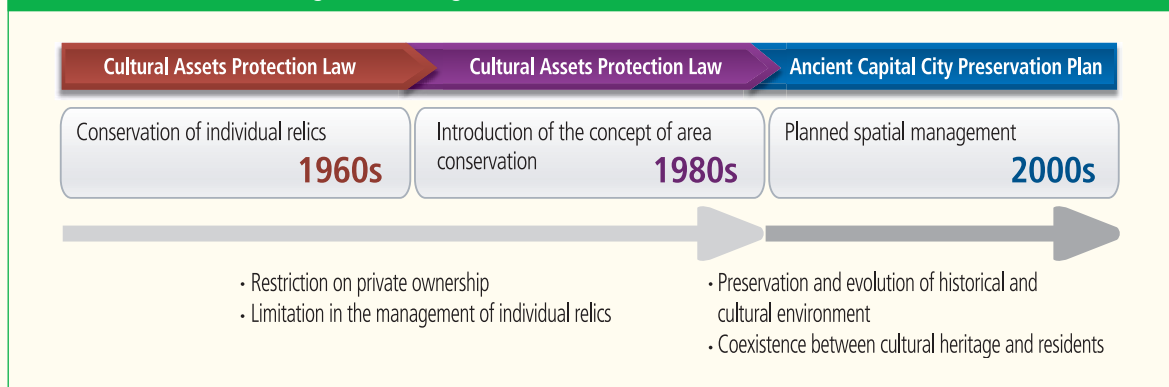 Cultural Assets Protection Law
Cultural Assets Protection Law
Ancient Capital City Preservation Plan
Conservation of individual relics
1960s
Introduction of the concept of area
conservation
1980s
Planned spatial management
2000s
· Restriction on private ownership
· Limitation in the management of individual relics
· Preservation and evolution of historical and
cultural environment
· Coexistence between cultural heritage and residents